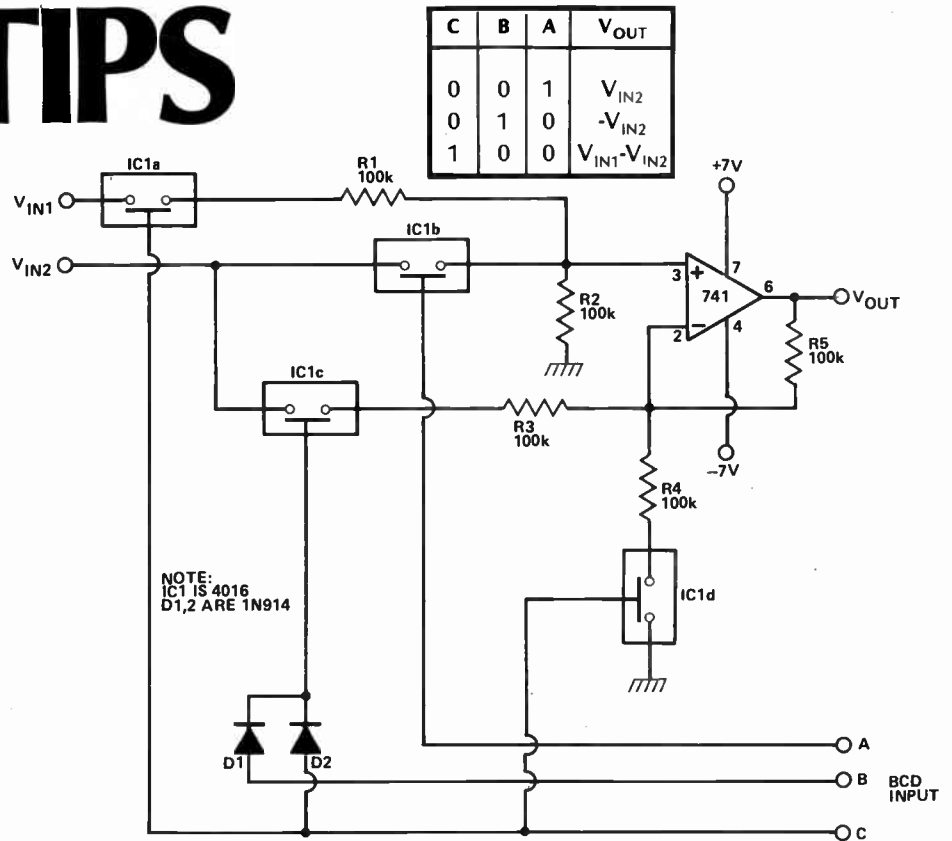 TIPS
C B A VOUT
0 0 1 VIN2
0 1 0 -VIN2
1 0 0 VIN1-VIN2
IC1a
R1
100k
+7V
VIN1
IC1b
VIN2
3 + 7
741 6
VOUT
R2
100k
2 − 4
R5
100k
IC1c
R3
100k
−7V
R4
100k
NOTE:
IC1 IS 4016
D1,2 ARE 1N914
IC1d
D1 D2
A
B BCD
INPUT
C